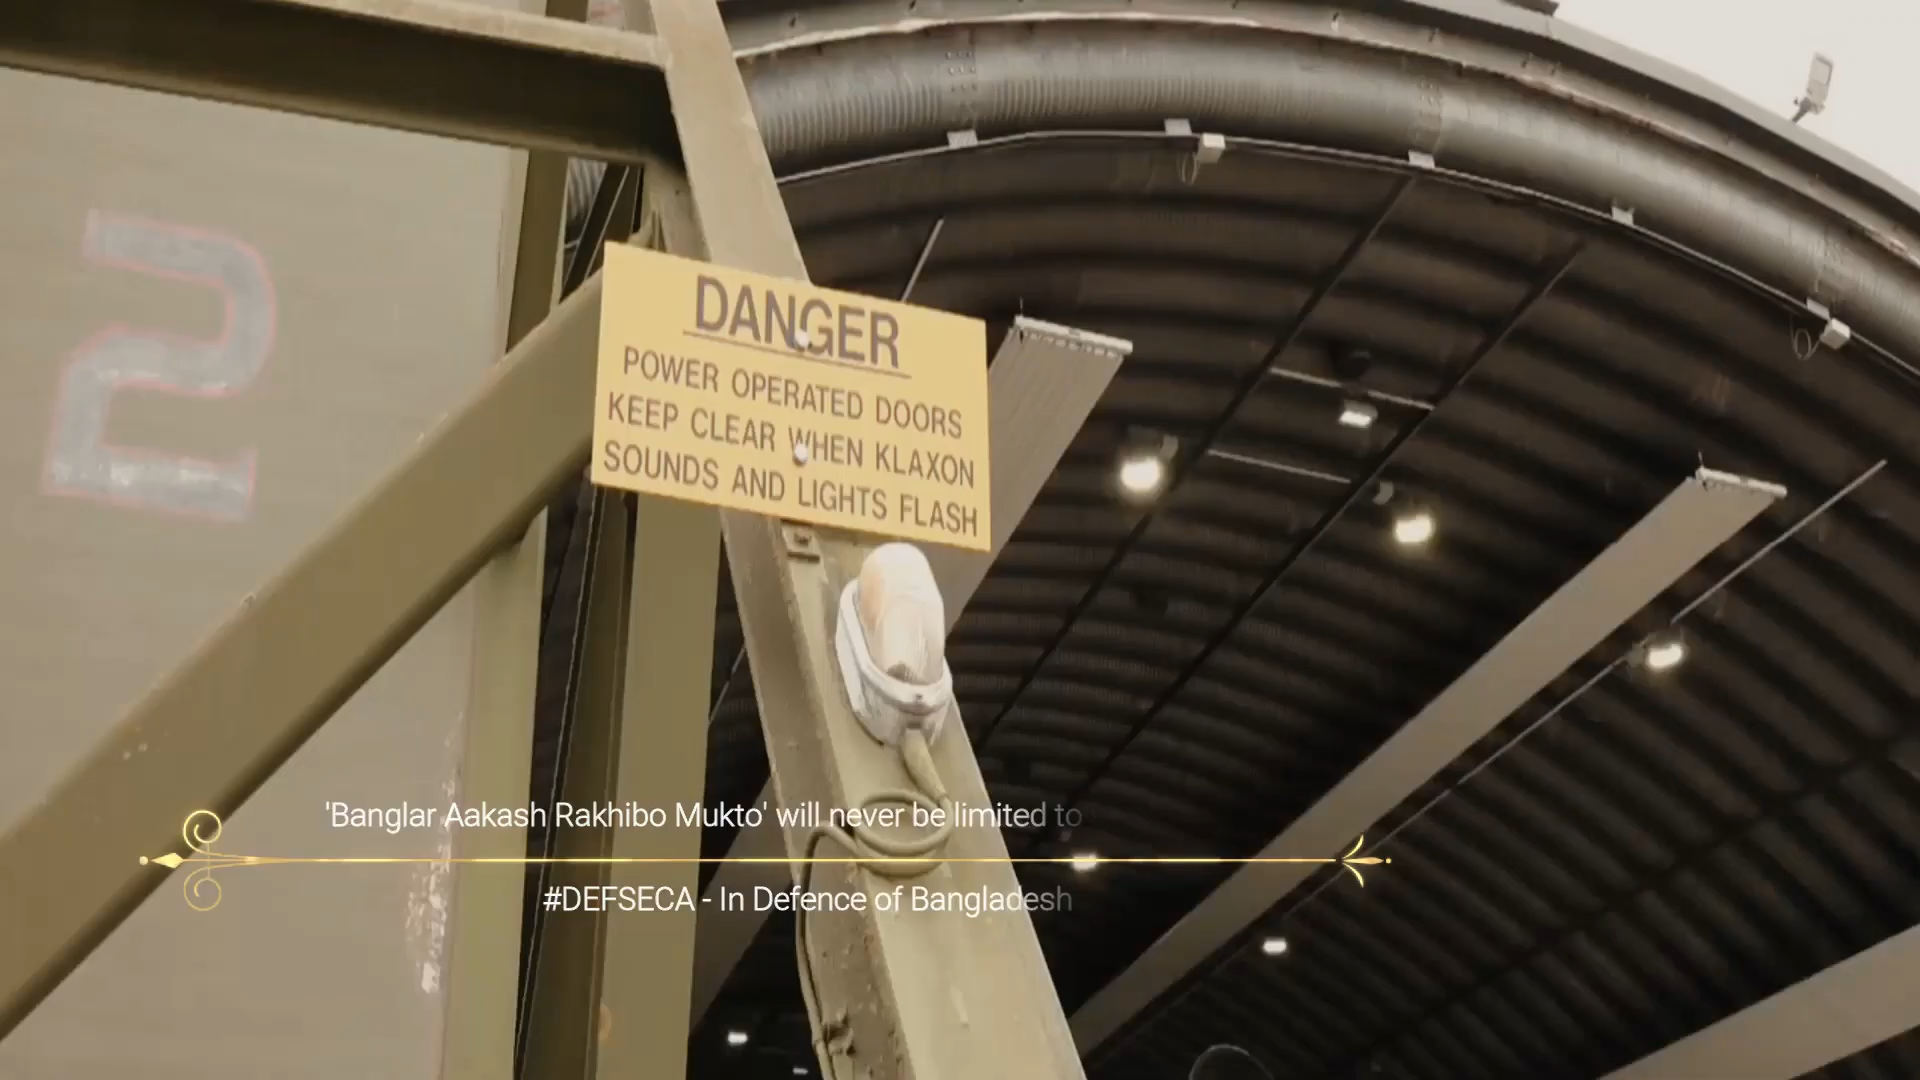 2
DANGER
POWER OPERATED DOORS
KEEP CLEAR WHEN KLAXON
SOUNDS AND LIGHTS FLASH
'Banglar Aakash Rakhibo Mukto' will never be limited to
#DEFSECA - In Defence of Bangladesh